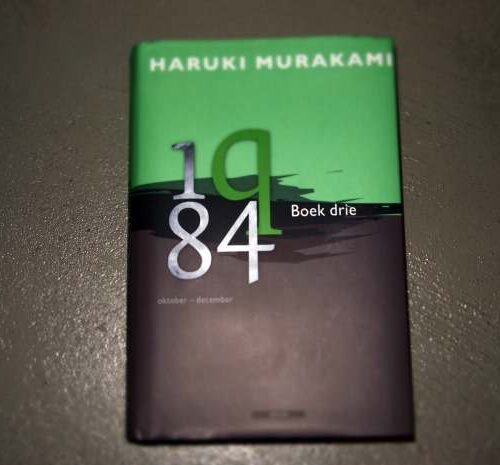 HARUKI MURAKAMI
1q
84
Boek drie
oktober – december